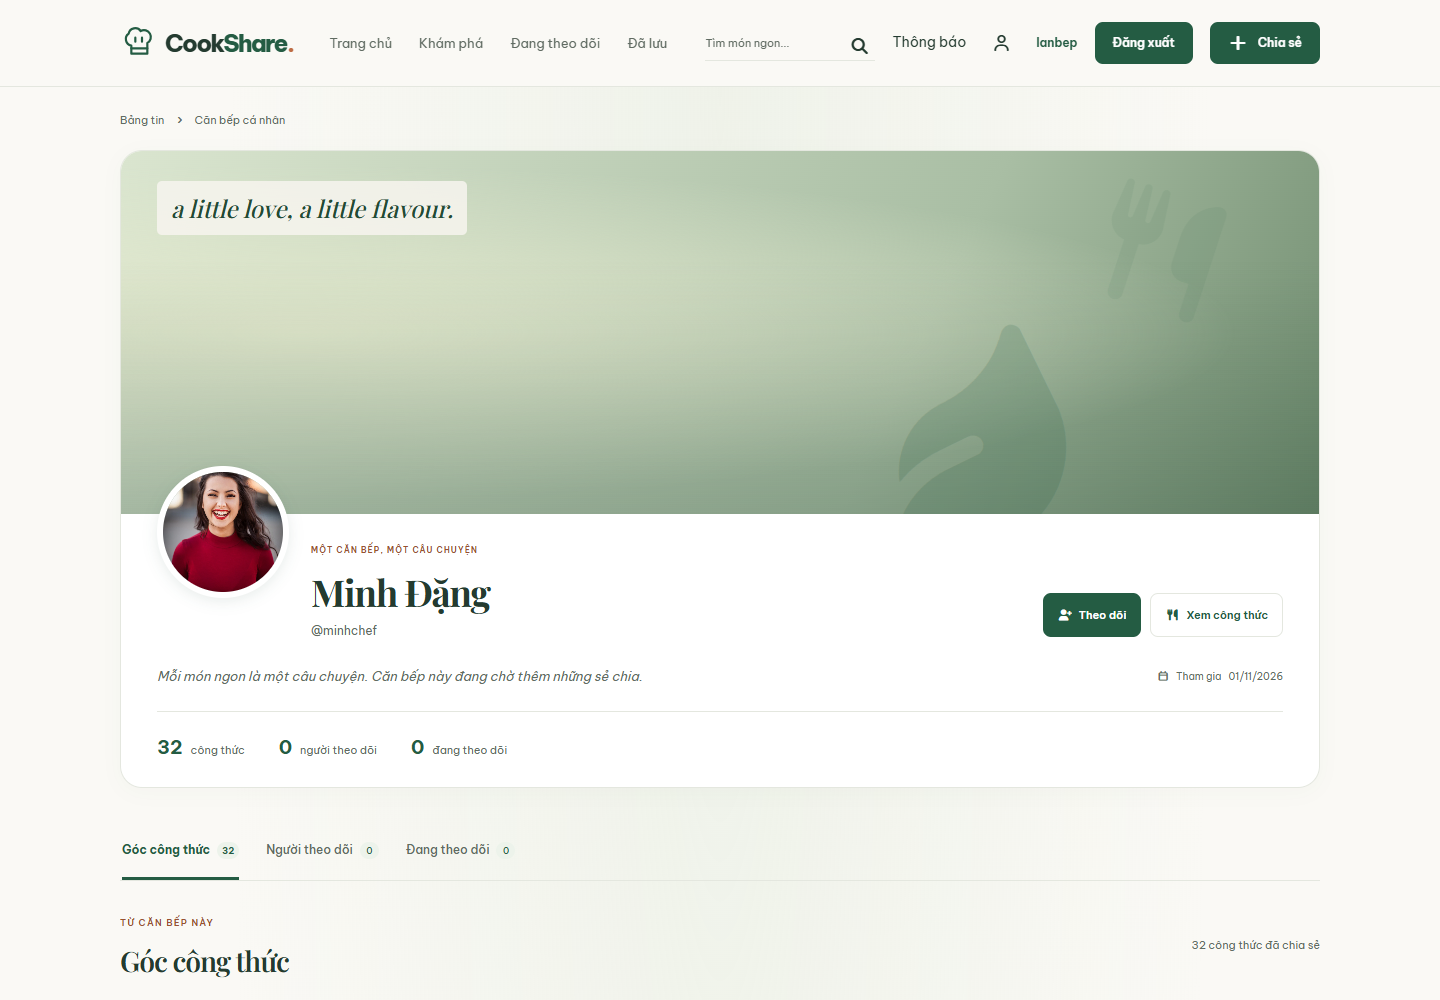 CookShare.
Trang chủ
Khám phá
Đang theo dõi
Đã lưu
Tìm món ngon...
Thông báo
lanbep
Đăng xuất
Chia sẻ
Bảng tin > Căn bếp cá nhân
a little love, a little flavour.
MỘT CĂN BẾP, MỘT CÂU CHUYỆN
Minh Đặng
@minhchef
Theo dõi
Xem công thức
Mỗi món ngon là một câu chuyện. Căn bếp này đang chờ thêm những sẻ chia.
Tham gia 01/11/2026
32 công thức
0 người theo dõi
0 đang theo dõi
Góc công thức 32
Người theo dõi 0
Đang theo dõi 0
TỪ CĂN BẾP NÀY
Góc công thức
32 công thức đã chia sẻ